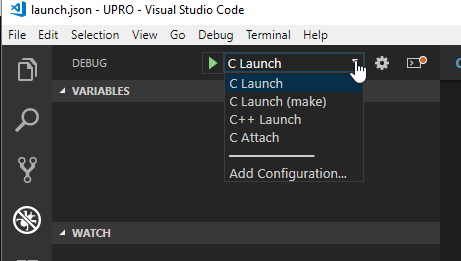 launch.json - UPRO - Visual Studio Code
File Edit Selection View Go Debug Terminal Help
DEBUG C Launch
VARIABLES
C Launch
C Launch (make)
C++ Launch
C Attach
Add Configuration...
WATCH